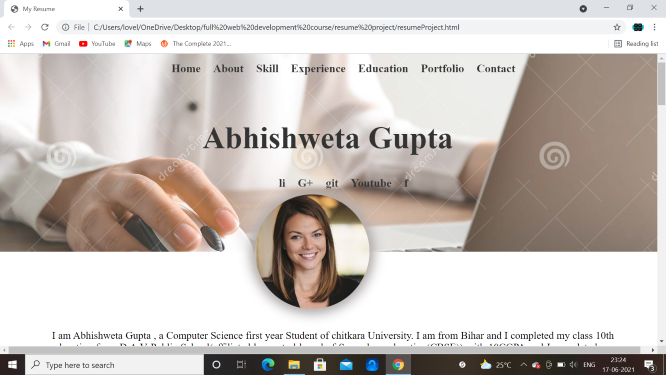 My Resume
File | C:/Users/lovel/OneDrive/Desktop/full%20web%20development%20course/resume%20project/resumeProject.html
Apps Gmail YouTube Maps The Complete 2021... Reading list
Home About Skill Experience Education Portfolio Contact
Abhishweta Gupta
li G+ git Youtube f
I am Abhishweta Gupta , a Computer Science first year Student of chitkara University. I am from Bihar and I completed my class 10th
Type here to search
25°C ENG 23:24
17-06-2021
3